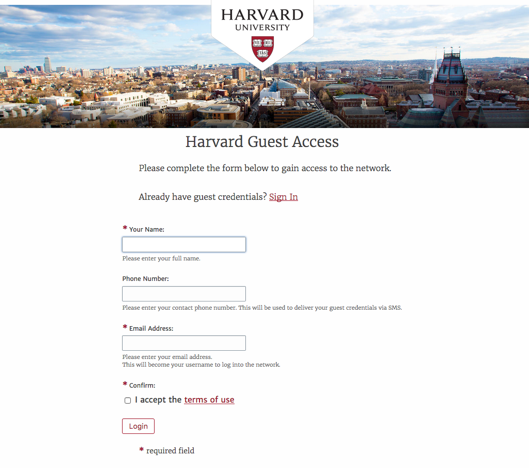 HARVARD
UNIVERSITY
Harvard Guest Access
Please complete the form below to gain access to the network.
Already have guest credentials? Sign In
* Your Name:
Please enter your full name.
Phone Number:
Please enter your contact phone number. This will be used to deliver your guest credentials via SMS.
* Email Address:
Please enter your email address.
This will become your username to log into the network.
* Confirm:
I accept the terms of use
Login
* required field